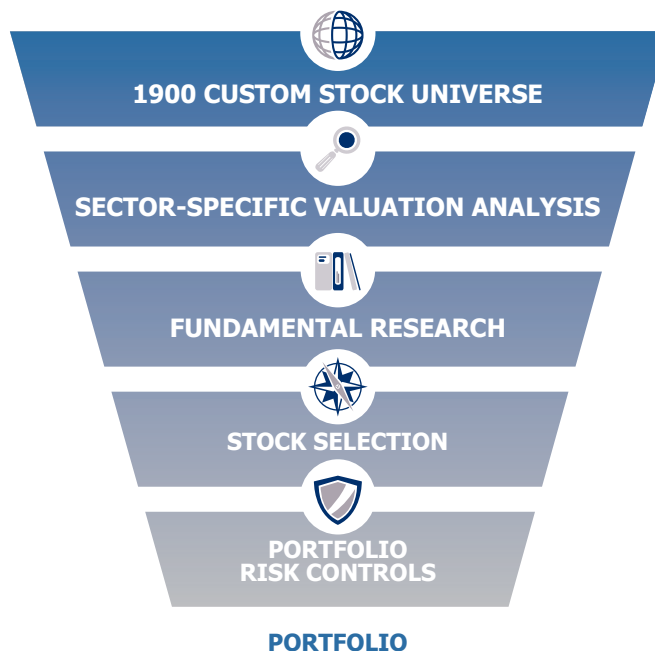 1900 CUSTOM STOCK UNIVERSE
SECTOR-SPECIFIC VALUATION ANALYSIS
FUNDAMENTAL RESEARCH
STOCK SELECTION
PORTFOLIO
RISK CONTROLS
PORTFOLIO